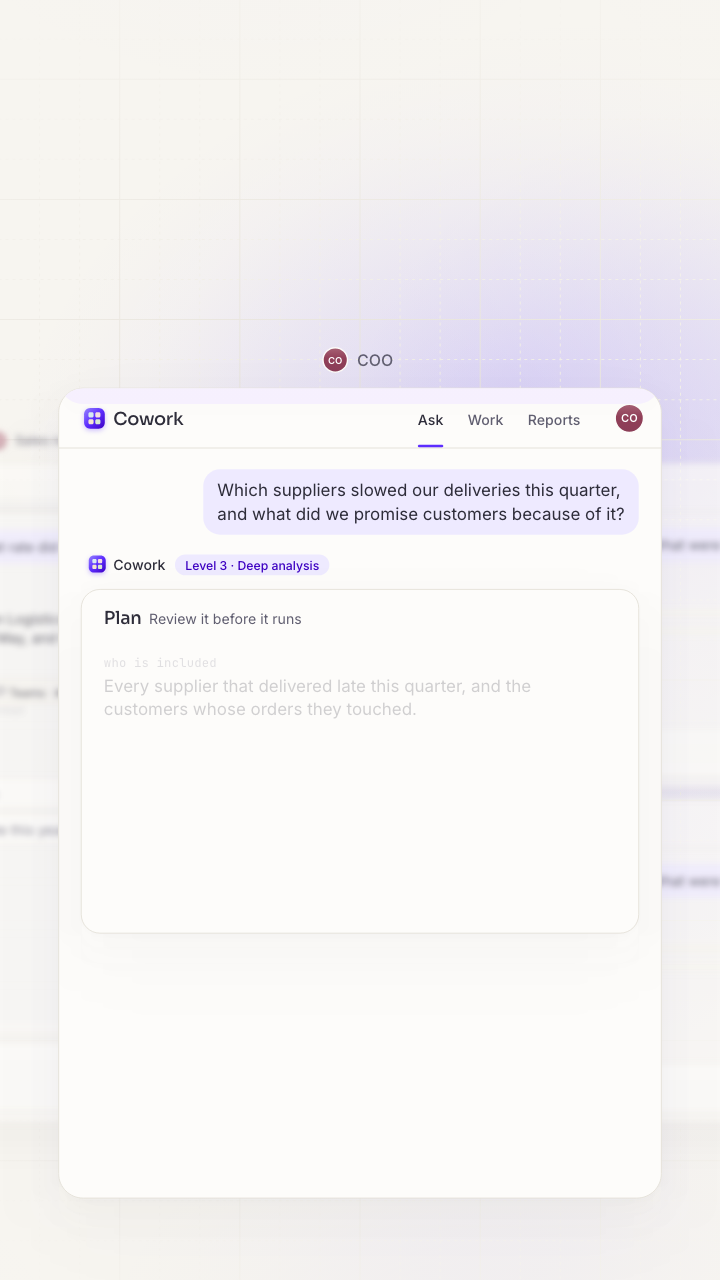 CO COO
Cowork
Ask Work Reports CO
Which suppliers slowed our deliveries this quarter,
and what did we promise customers because of it?
Cowork Level 3 · Deep analysis
Plan Review it before it runs
who is included
Every supplier that delivered late this quarter, and the
customers whose orders they touched.